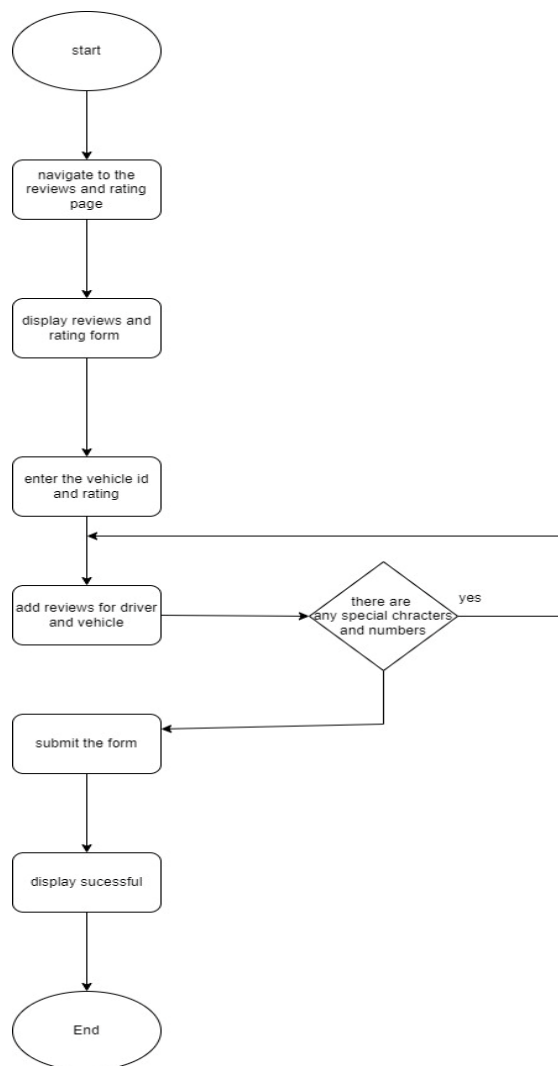 start
navigate to the
reviews and rating
page
display reviews and
rating form
enter the vehicle id
and rating
add reviews for driver
and vehicle
there are
any special chracters
and numbers
yes
submit the form
display sucessful
End